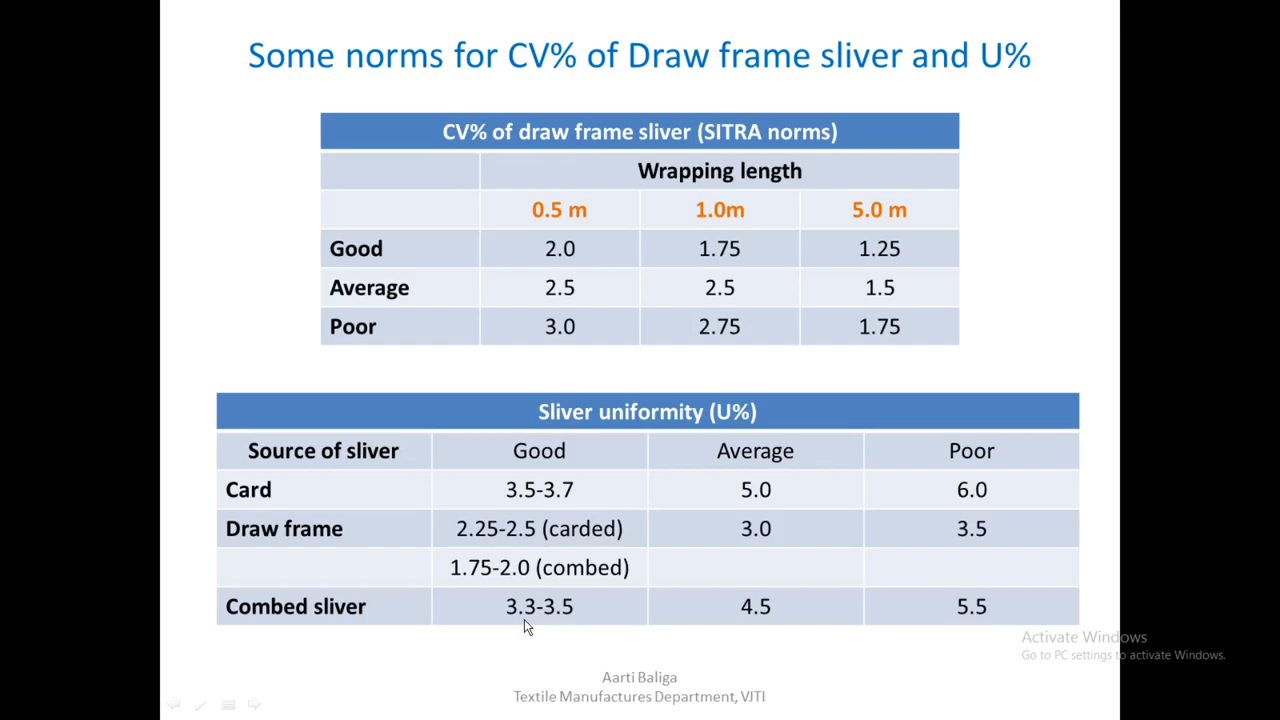 Some norms for CV% of Draw frame sliver and U%
CV% of draw frame sliver (SITRA norms)
Wrapping length
0.5 m 1.0m 5.0 m
Good 2.0 1.75 1.25
Average 2.5 2.5 1.5
Poor 3.0 2.75 1.75
Sliver uniformity (U%)
Source of sliver Good Average Poor
Card 3.5-3.7 5.0 6.0
Draw frame 2.25-2.5 (carded) 3.0 3.5
1.75-2.0 (combed)
Combed sliver 3.3-3.5 4.5 5.5
Activate Windows
Go to PC settings to activate Windows.
Aarti Baliga
Textile Manufactures Department, VJTI